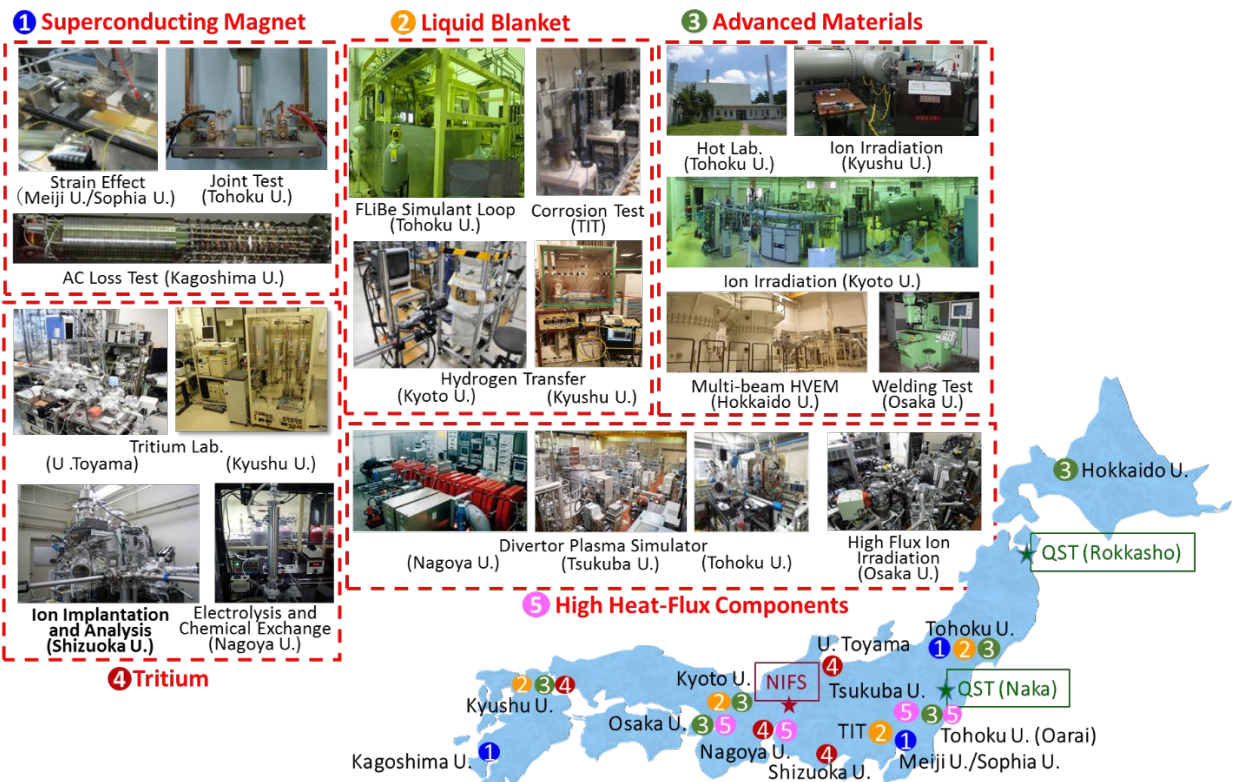 1 Superconducting Magnet
Strain Effect
(Meiji U./Sophia U.)
Joint Test
(Tohoku U.)
AC Loss Test (Kagoshima U.)
2 Liquid Blanket
FLiBe Simulant Loop
(Tohoku U.)
Corrosion Test
(TIT)
Hydrogen Transfer
(Kyoto U.)
(Kyushu U.)
3 Advanced Materials
Hot Lab.
(Tohoku U.)
Ion Irradiation
(Kyushu U.)
Ion Irradiation (Kyoto U.)
Multi-beam HVEM
(Hokkaido U.)
Welding Test
(Osaka U.)
Tritium Lab.
(U .Toyama)
(Kyushu U.)
Ion Implantation
and Analysis
(Shizuoka U.)
Electrolysis and
Chemical Exchange
(Nagoya U.)
4 Tritium
Divertor Plasma Simulator
(Nagoya U.)
(Tsukuba U.)
(Tohoku U.)
High Flux Ion
Irradiation
(Osaka U.)
5 High Heat-Flux Components
3 Hokkaido U.
QST (Rokkasho)
Tohoku U.
1 2 3
U. Toyama
4
NIFS
Kyoto U.
2 3
Tsukuba U.
5
QST (Naka)
3 5
Tohoku U. (Oarai)
2 3 4
Kyushu U.
Osaka U. 3 5
4 5
Nagoya U.
TIT 2
1
Meiji U./Sophia U.
4
Shizuoka U.
Kagoshima U. 1